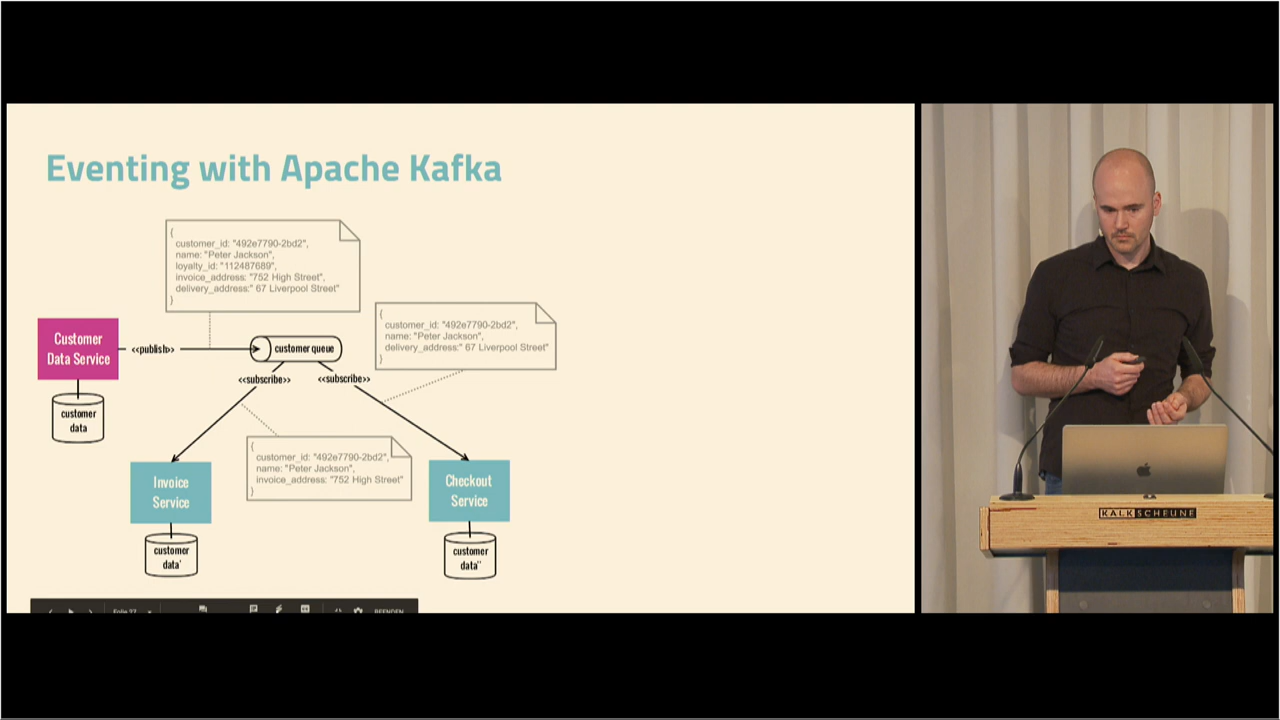 Eventing with Apache Kafka
{
customer_id: "492e7790-2bd2",
name: "Peter Jackson",
loyalty_id: "112487689",
invoice_address: "752 High Street",
delivery_address:" 67 Liverpool Street"
}
{
customer_id: "492e7790-2bd2",
name: "Peter Jackson",
delivery_address:" 67 Liverpool Street"
}
Customer
Data Service
<<publish>>
customer queue
<<subscribe>>
<<subscribe>>
customer
data
{
customer_id: "492e7790-2bd2",
name: "Peter Jackson",
invoice_address: "752 High Street"
}
Invoice
Service
Checkout
Service
customer
data'
customer
data''
Folie 27
BEENDEN
KALKSCHEUNE